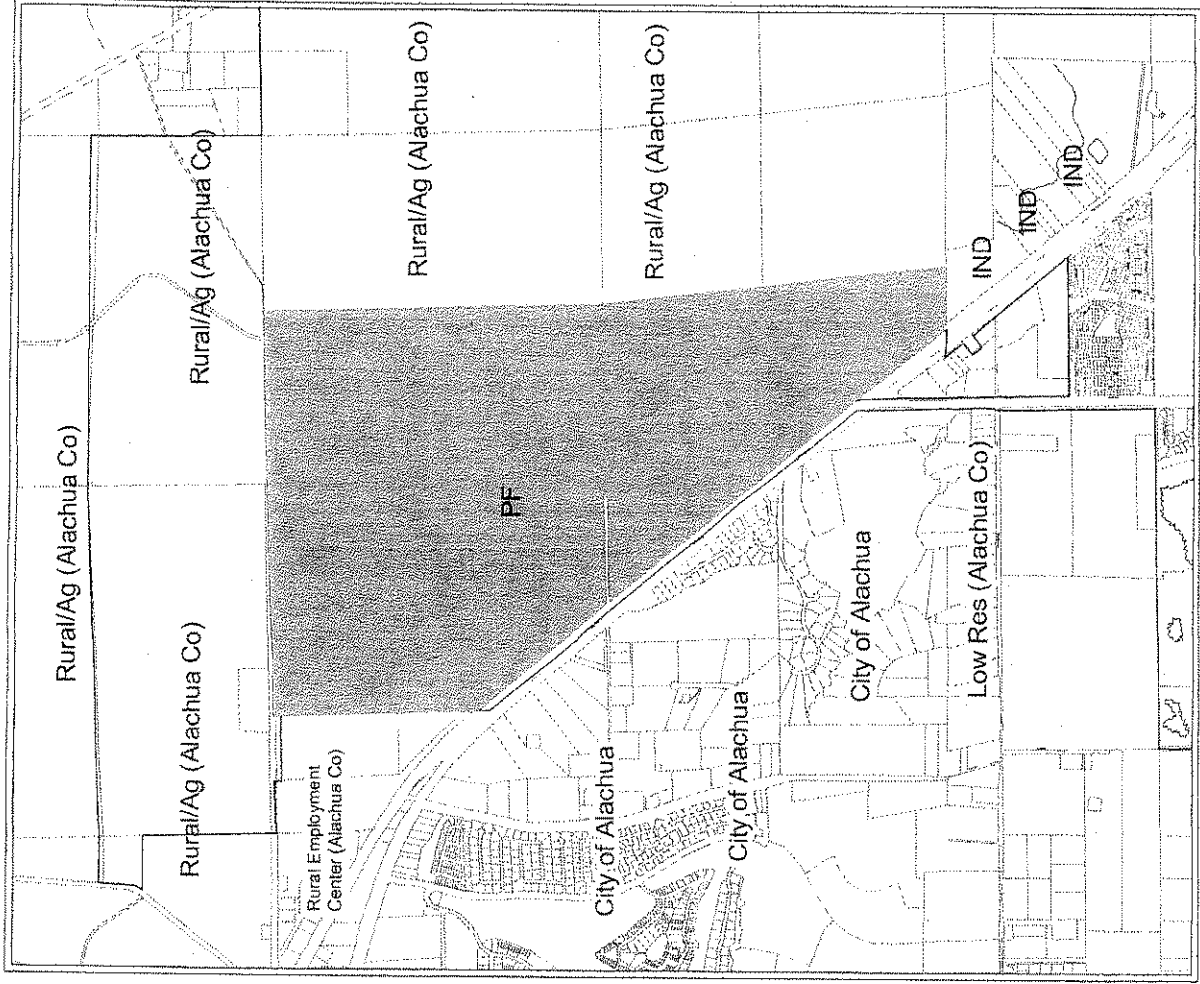 Rural/Ag (Alachua Co)
Rural/Ag (Alachua Co)
Rural/Ag (Alachua Co)
Rural/Ag (Alachua Co)
Rural/Ag (Alachua Co)
PF
Rural Employment
Center (Alachua Co)
City of Alachua
City of Alachua
City of Alachua
Low Res (Alachua Co)
IND
IND
IND